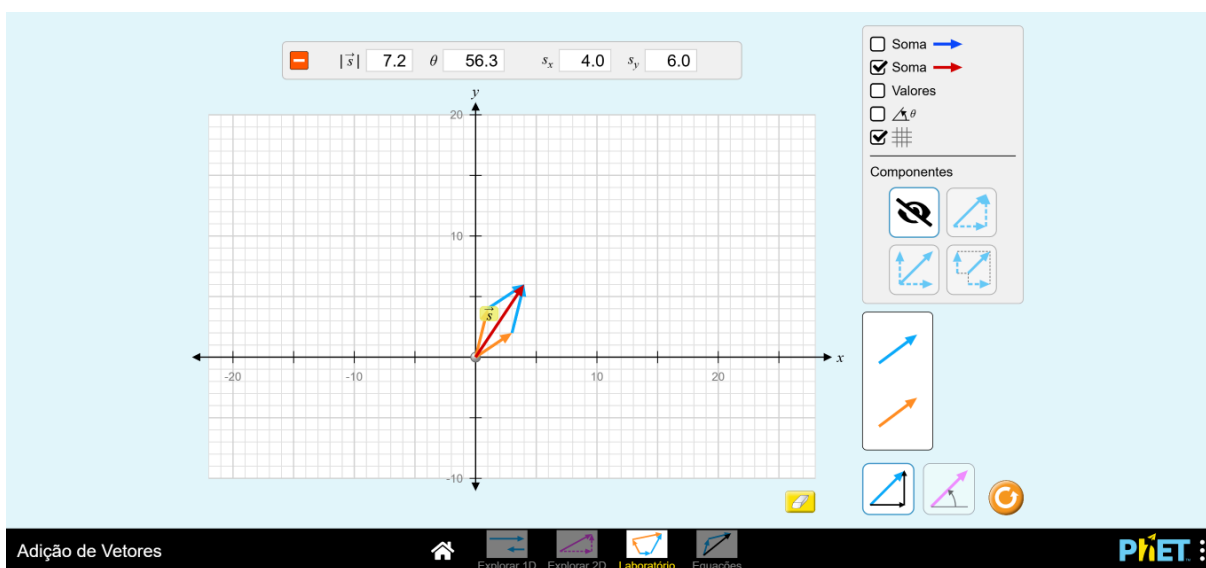 |s⃗| 7.2 θ 56.3 sx 4.0 sy 6.0
Soma
Soma
Valores
θ
Componentes
y
20
10
s⃗
-20 -10 10 20 x
-10
Adição de Vetores
Explorar 1D Explorar 2D Laboratório Equações
PhET